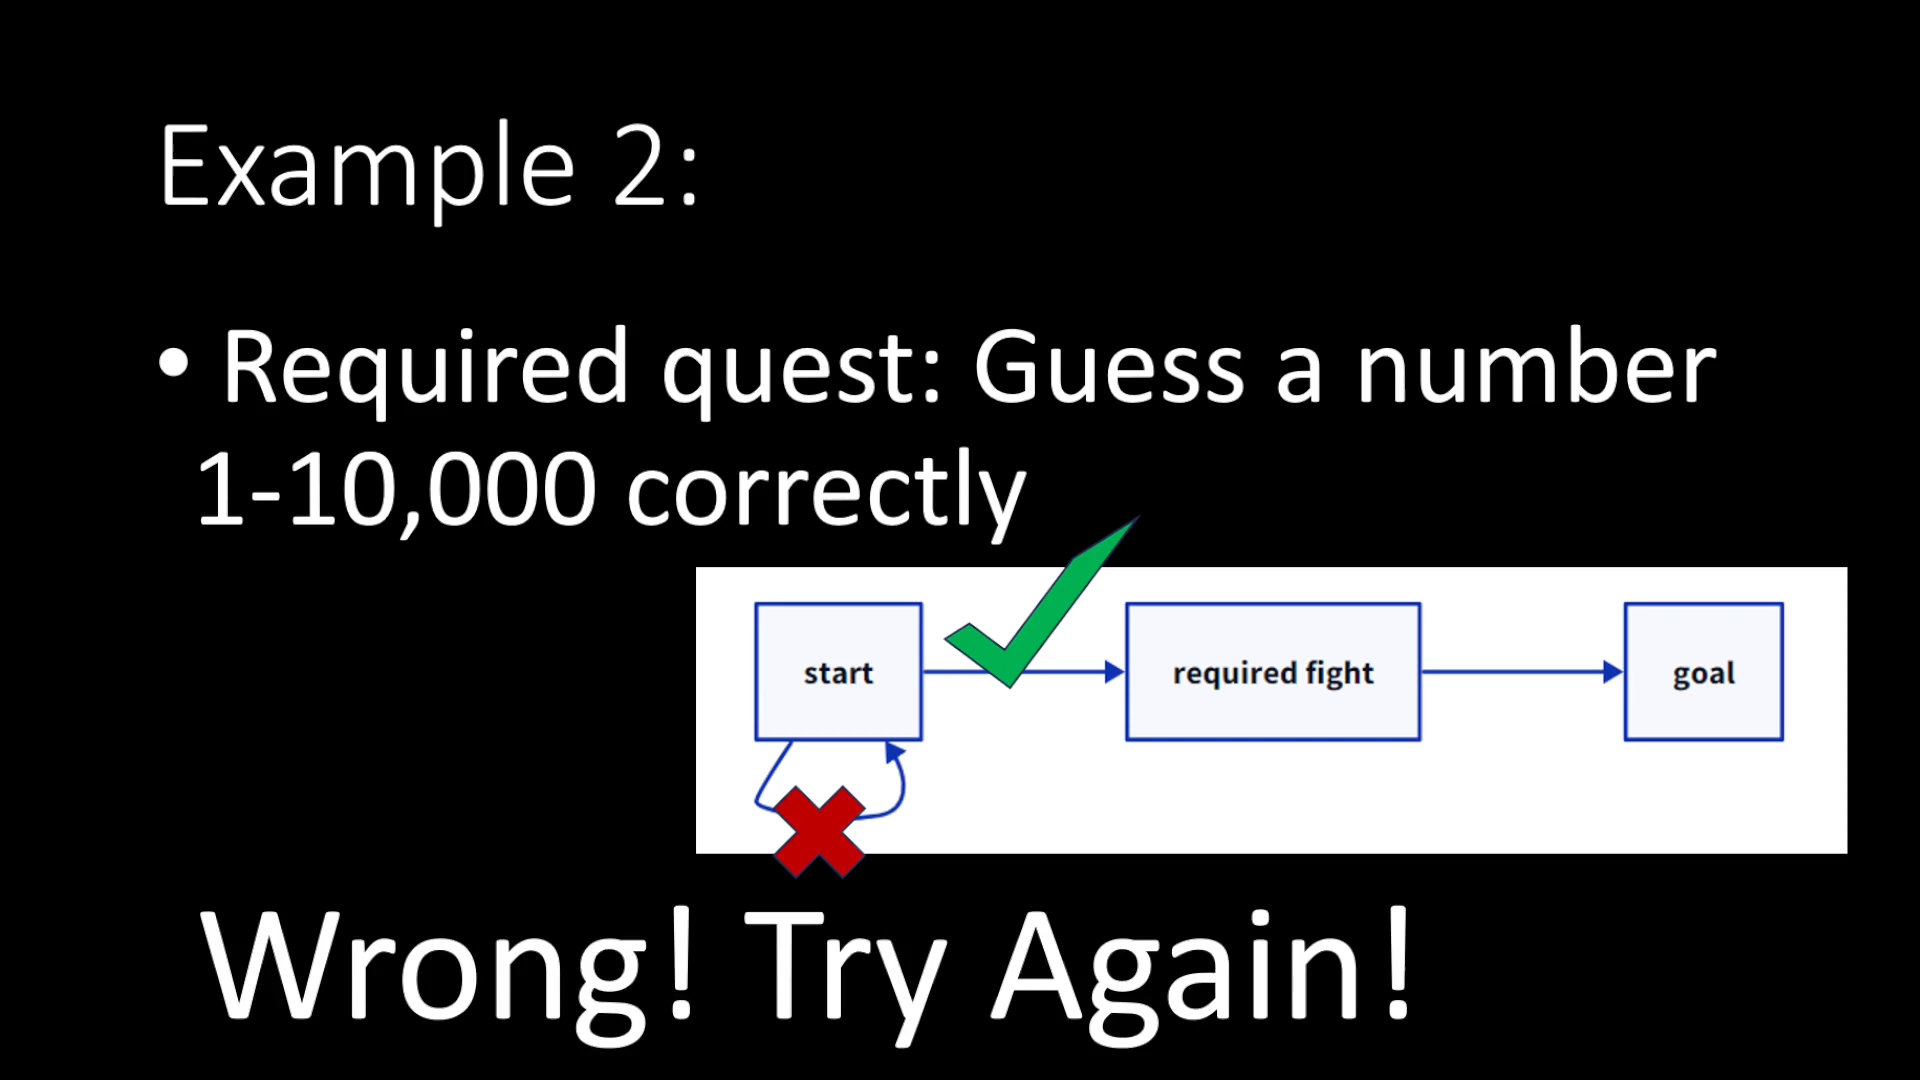 Example 2:
• Required quest: Guess a number
1-10,000 correctly
start
required fight
goal
Wrong! Try Again!